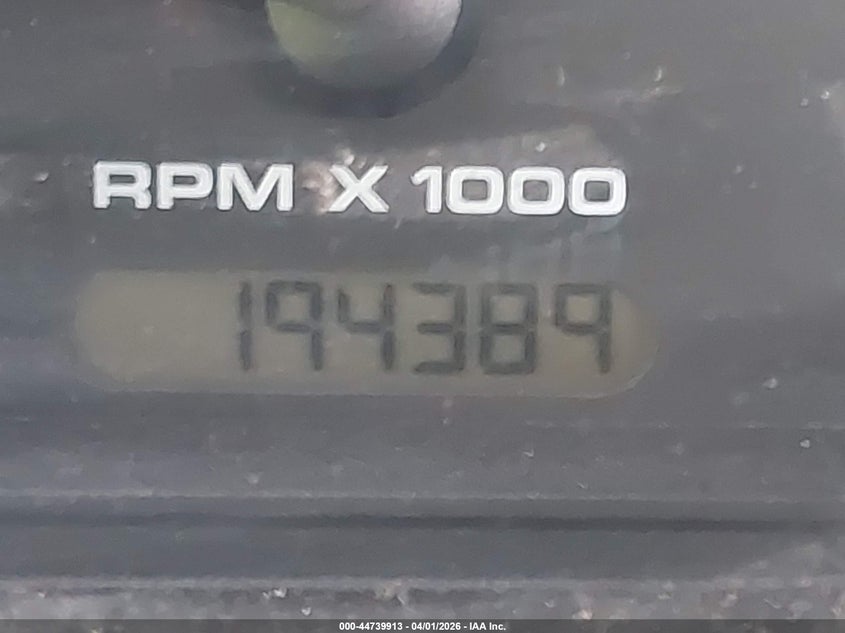 RPM X 1000
194389
000-44739913 - 04/01/2026 - IAA Inc.